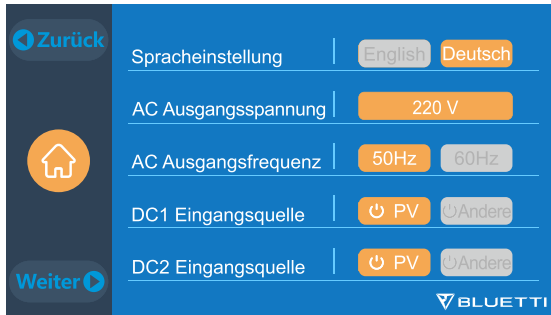 Zurück
Spracheinstellung English Deutsch
AC Ausgangsspannung 220 V
AC Ausgangsfrequenz 50Hz 60Hz
DC1 Eingangsquelle PV Andere
DC2 Eingangsquelle PV Andere
Weiter
BLUETTI